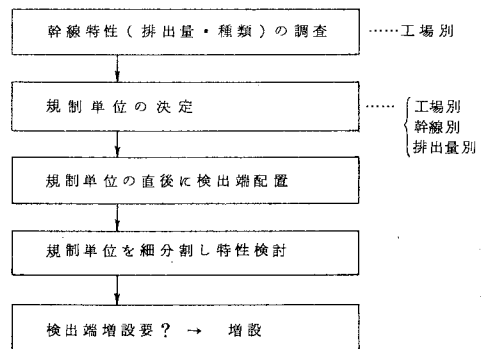 幹線特性(排出量・種類)の調査 ……工場別
規制単位の決定 …… 工場別
幹線別
排出量別
規制単位の直後に検出端配置
規制単位を細分割し特性検討
検出端増設要? → 増設